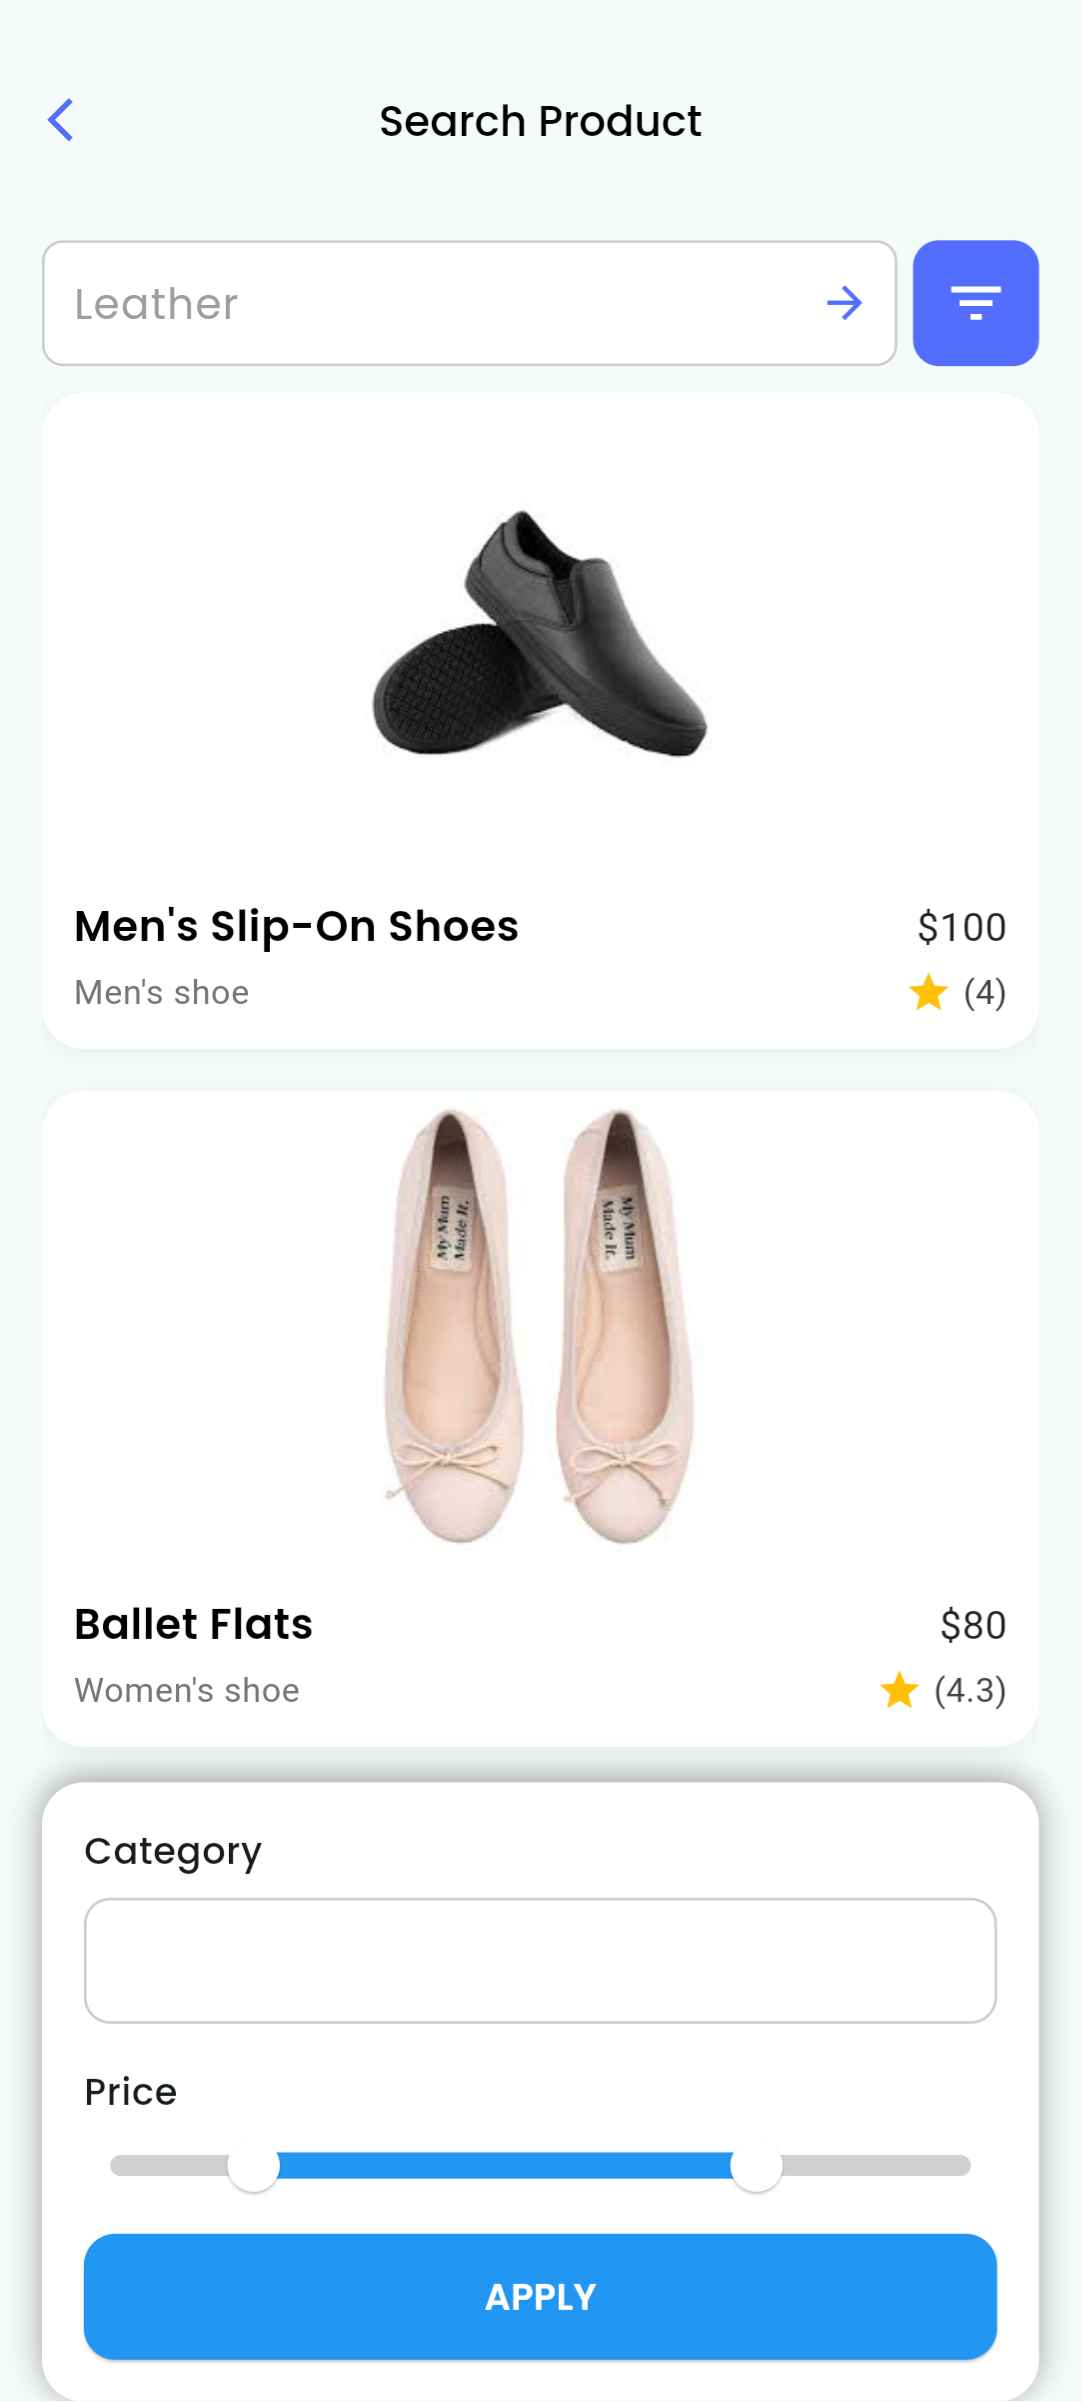 Search Product
Leather
Men's Slip-On Shoes
$100
Men's shoe
(4)
My Mum
Made It.
My Mum
Made It.
Ballet Flats
$80
Women's shoe
(4.3)
Category
Price
APPLY